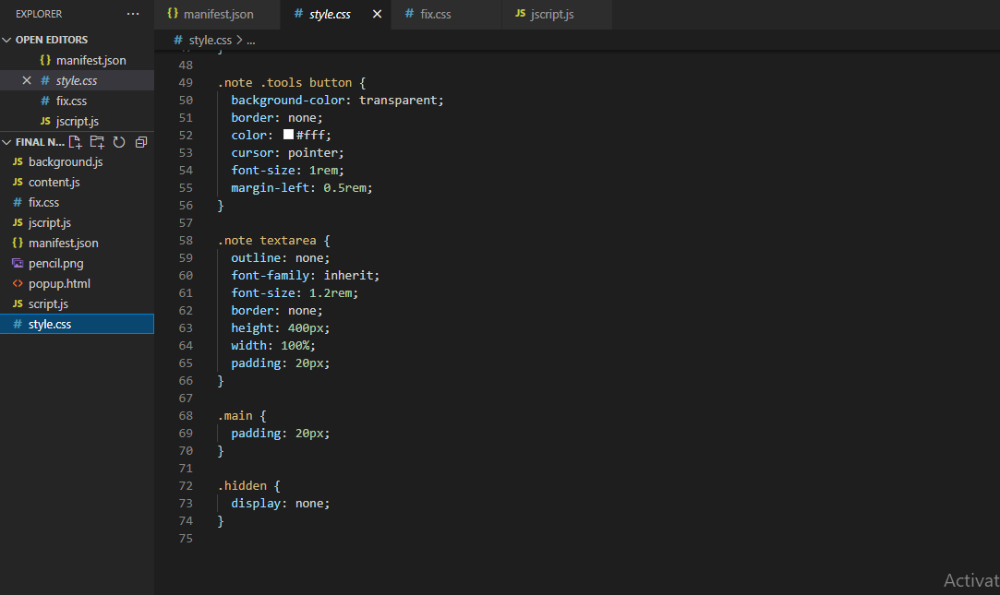 EXPLORER ...
OPEN EDITORS
{} manifest.json
# style.css
# fix.css
JS jscript.js
FINAL N...
JS background.js
JS content.js
# fix.css
JS jscript.js
{} manifest.json
pencil.png
<> popup.html
JS script.js
# style.css
{} manifest.json # style.css # fix.css JS jscript.js
# style.css > ...
48
49 .note .tools button {
50 background-color: transparent;
51 border: none;
52 color: #fff;
53 cursor: pointer;
54 font-size: 1rem;
55 margin-left: 0.5rem;
56 }
57
58 .note textarea {
59 outline: none;
60 font-family: inherit;
61 font-size: 1.2rem;
62 border: none;
63 height: 400px;
64 width: 100%;
65 padding: 20px;
66 }
67
68 .main {
69 padding: 20px;
70 }
71
72 .hidden {
73 display: none;
74 }
75
Activat